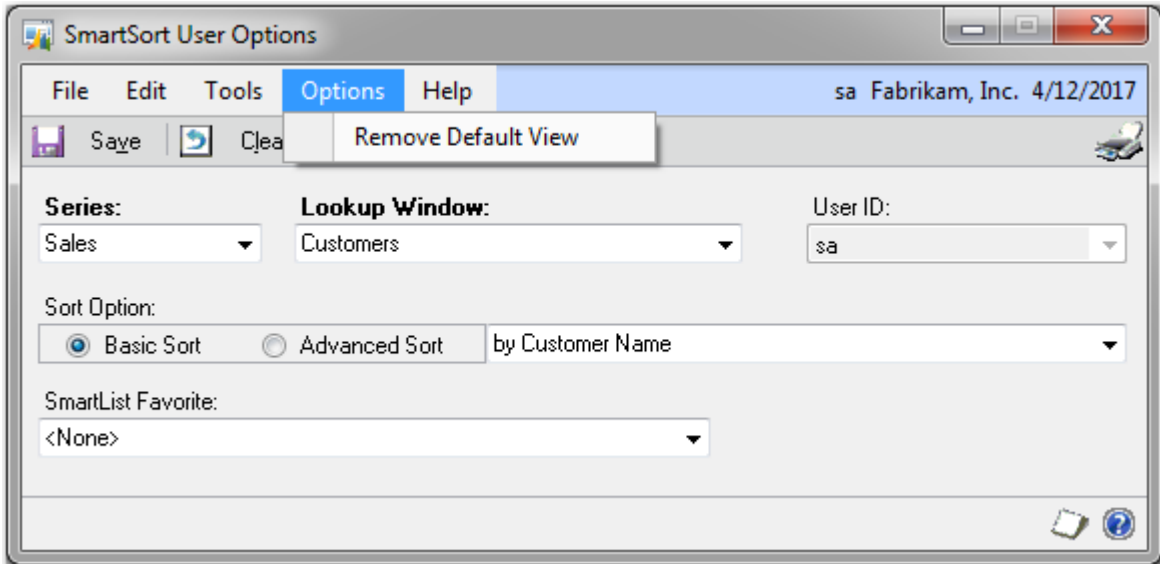 SmartSort User Options
File Edit Tools Options Help sa Fabrikam, Inc. 4/12/2017
Save Clea
Remove Default View
Series: Lookup Window: User ID:
Sales Customers sa
Sort Option:
Basic Sort Advanced Sort by Customer Name
SmartList Favorite:
<None>